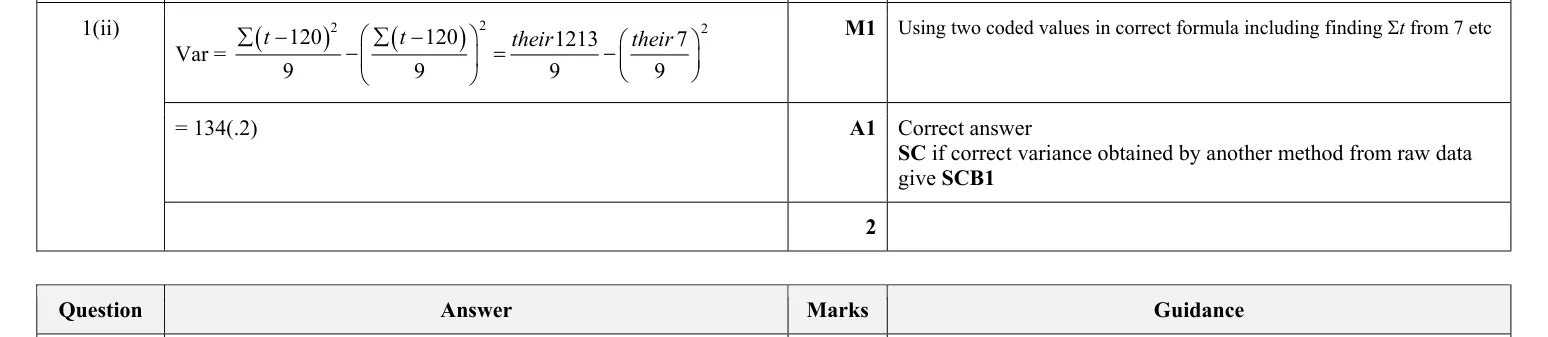 1(ii)
Var = ∑(t − 120)²/9 − (∑(t − 120)/9)² = their1213/9 − (their 7/9)²
M1
Using two coded values in correct formula including finding Σt from 7 etc
= 134(.2)
A1
Correct answer
SC if correct variance obtained by another method from raw data
give SCB1
2
Question Answer Marks Guidance